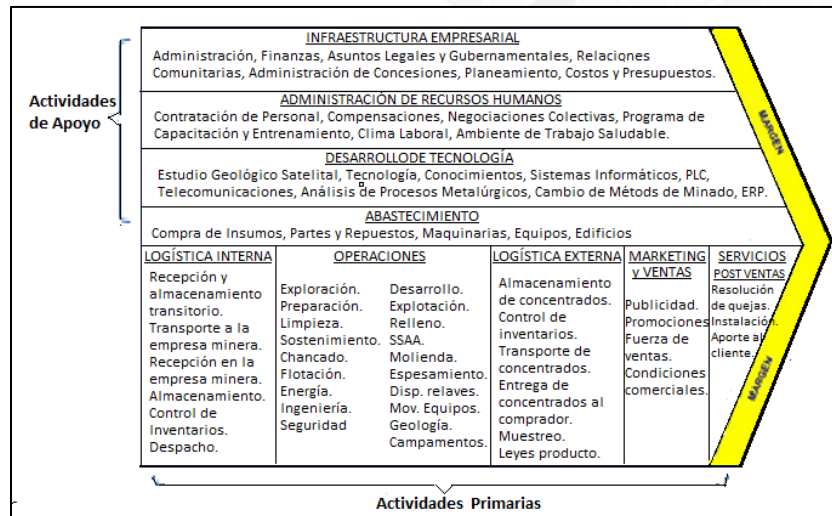 INFRAESTRUCTURA EMPRESARIAL
Administración, Finanzas, Asuntos Legales y Gubernamentales, Relaciones
Comunitarias, Administración de Concesiones, Planeamiento, Costos y Presupuestos.
Actividades
de Apoyo
ADMINISTRACIÓN DE RECURSOS HUMANOS
Contratación de Personal, Compensaciones, Negociaciones Colectivas, Programa de
Capacitación y Entrenamiento, Clima Laboral, Ambiente de Trabajo Saludable.
DESARROLLODE TECNOLOGÍA
Estudio Geológico Satelital, Tecnología, Conocimientos, Sistemas Informáticos, PLC,
Telecomunicaciones, Análisis de Procesos Metalúrgicos, Cambio de Métods de Minado, ERP.
ABASTECIMIENTO
Compra de Insumos, Partes y Repuestos, Maquinarias, Equipos, Edificios
MARGEN
LOGÍSTICA INTERNA
Recepción y
almacenamiento
transitorio.
Transporte a la
empresa minera.
Recepción en la
empresa minera.
Almacenamiento.
Control de
Inventarios.
Despacho.
OPERACIONES
Exploración.
Preparación.
Limpieza.
Sostenimiento.
Chancado.
Flotación.
Energía.
Ingeniería.
Seguridad
Desarrollo.
Explotación.
Relleno.
SSAA.
Molienda.
Espesamiento.
Disp. relaves.
Mov. Equipos.
Geología.
Campamentos.
LOGÍSTICA EXTERNA
Almacenamiento
de concentrados.
Control de
inventarios.
Transporte de
concentrados.
Entrega de
concentrados al
comprador.
Muestreo.
Leyes producto.
MARKETING
y VENTAS
Publicidad.
Promociones
Fuerza de
ventas.
Condiciones
comerciales.
SERVICIOS
POST VENTAS
Resolución
de quejas.
Instalación.
Aporte al
cliente.
MARGEN
Actividades Primarias